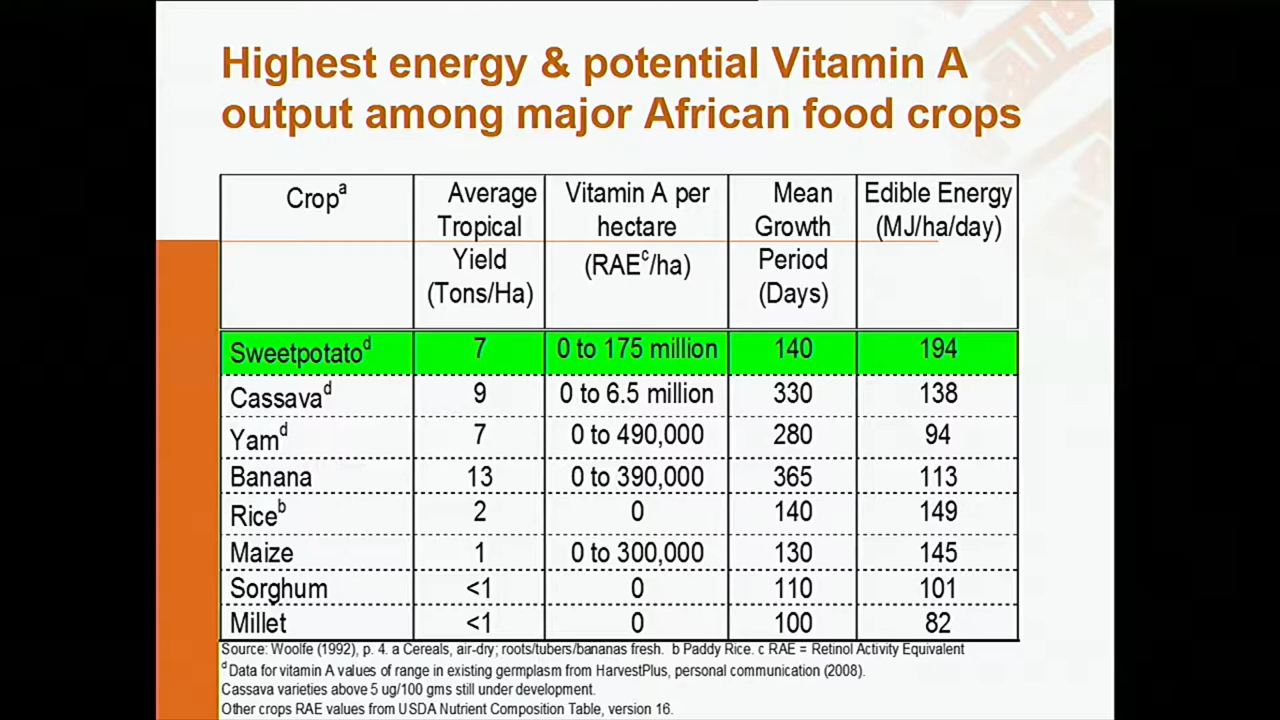 Highest energy & potential Vitamin A
output among major African food crops
Cropᵃ Average Tropical Yield (Tons/Ha) Vitamin A per hectare (RAEᶜ/ha) Mean Growth Period (Days) Edible Energy (MJ/ha/day)
Sweetpotatoᵈ 7 0 to 175 million 140 194
Cassavaᵈ 9 0 to 6.5 million 330 138
Yamᵈ 7 0 to 490,000 280 94
Banana 13 0 to 390,000 365 113
Riceᵇ 2 0 140 149
Maize 1 0 to 300,000 130 145
Sorghum <1 0 110 101
Millet <1 0 100 82
Source: Woolfe (1992), p. 4. a Cereals, air-dry; roots/tubers/bananas fresh. b Paddy Rice. c RAE = Retinol Activity Equivalent
ᵈ Data for vitamin A values of range in existing germplasm from HarvestPlus, personal communication (2008).
Cassava varieties above 5 ug/100 gms still under development.
Other crops RAE values from USDA Nutrient Composition Table, version 16.